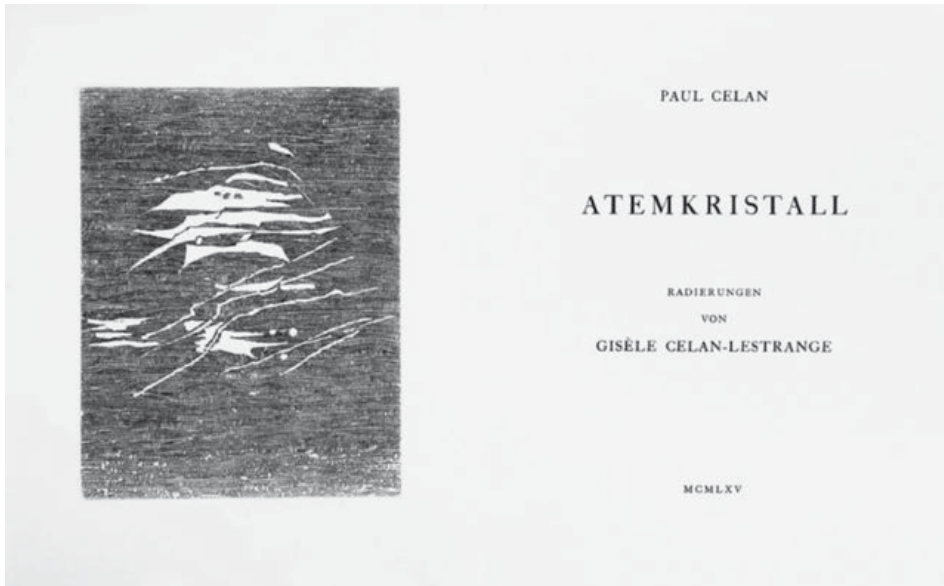 PAUL CELAN
ATEMKRISTALL
RADIERUNGEN
VON
GISÈLE CELAN-LESTRANGE
MCMLXV